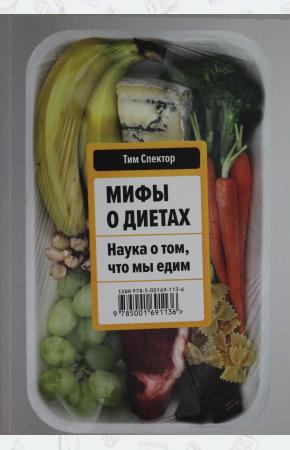 Тим Спектор
МИФЫ
О ДИЕТАХ
Наука о том,
что мы едим
ISBN 978-5-00169-113-6
9 785001 691136 >